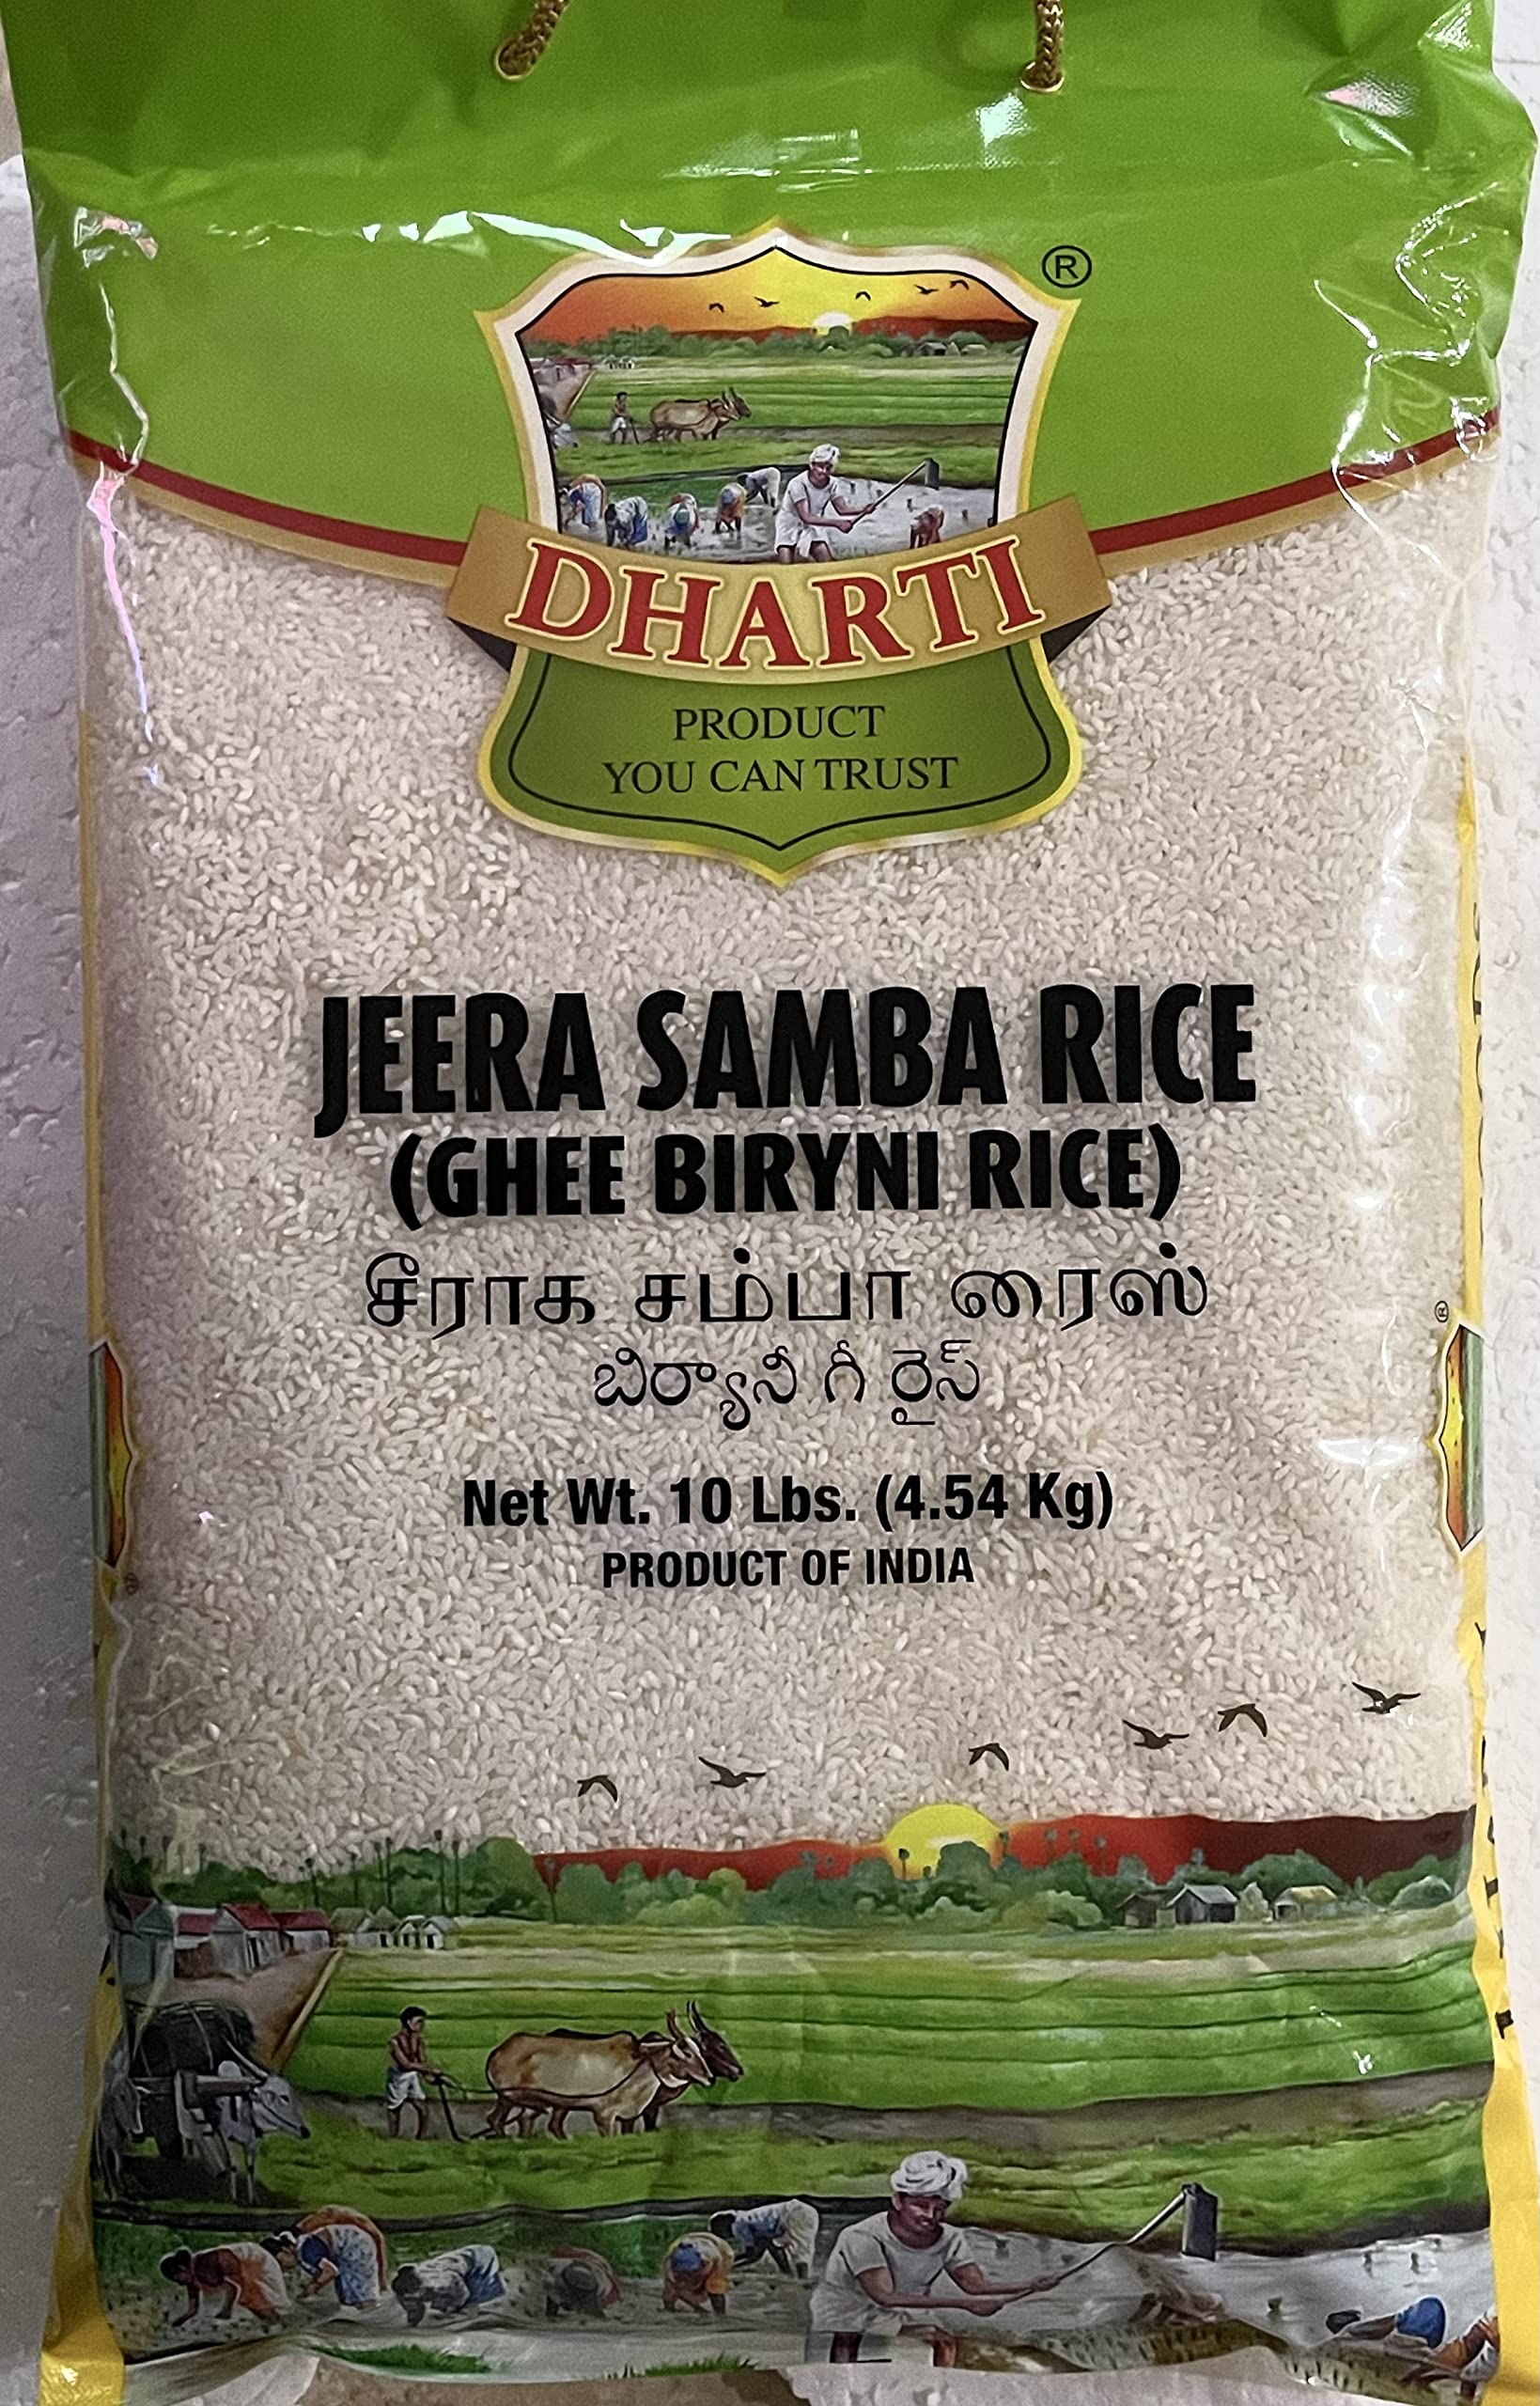 ®
DHARTI
PRODUCT
YOU CAN TRUST
JEERA SAMBA RICE
(GHEE BIRYNI RICE)
சீராக சம்பா ரைஸ்
బిర్యానీ గీ రైస్
Net Wt. 10 Lbs. (4.54 Kg)
PRODUCT OF INDIA